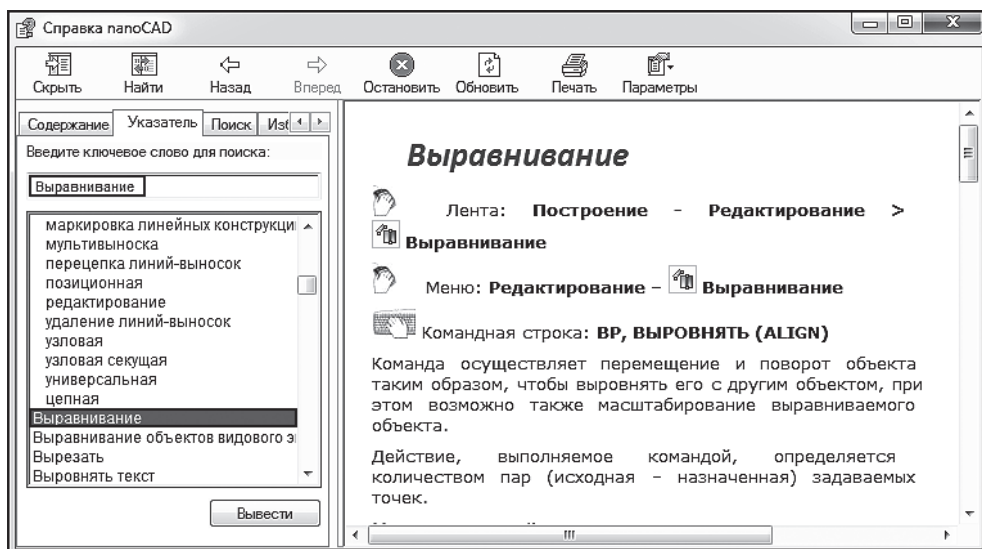 Справка nanoCAD
Скрыть Найти Назад Вперед Остановить Обновить Печать Параметры
Содержание Указатель Поиск
Введите ключевое слово для поиска:
Выравнивание
маркировка линейных конструкци
мультивыноска
перецепка линий-выносок
позиционная
редактирование
удаление линий-выносок
узловая
узловая секущая
универсальная
цепная
Выравнивание
Выравнивание объектов видового э
Вырезать
Выровнять текст
Вывести
Выравнивание
Лента: Построение – Редактирование >
Выравнивание
Меню: Редактирование – Выравнивание
Командная строка: ВР, ВЫРОВНЯТЬ (ALIGN)
Команда осуществляет перемещение и поворот объекта
таким образом, чтобы выровнять его с другим объектом, при
этом возможно также масштабирование выравниваемого
объекта.
Действие, выполняемое командой, определяется
количеством пар (исходная – назначенная) задаваемых
точек.